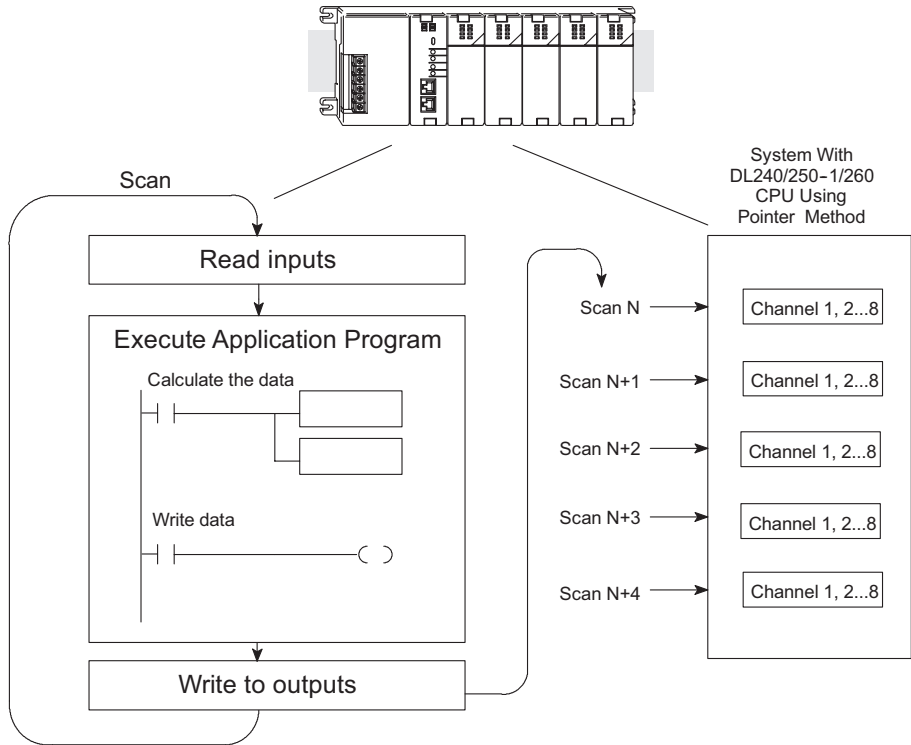 System With
DL240/250-1/260
CPU Using
Pointer Method
Scan
Read inputs
Execute Application Program
Calculate the data
Write data
Write to outputs
Scan N
Channel 1, 2...8
Scan N+1
Channel 1, 2...8
Scan N+2
Channel 1, 2...8
Scan N+3
Channel 1, 2...8
Scan N+4
Channel 1, 2...8